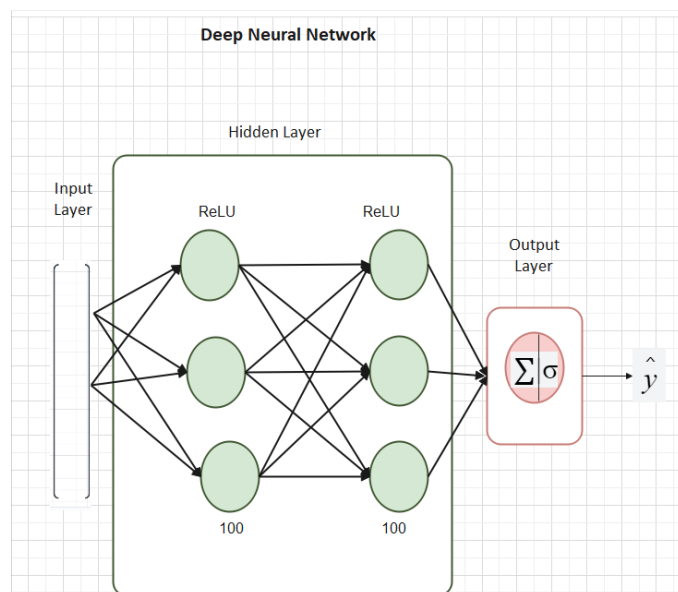 Deep Neural Network
Hidden Layer
Input
Layer
ReLU
ReLU
Output
Layer
∑ σ
ŷ
100
100